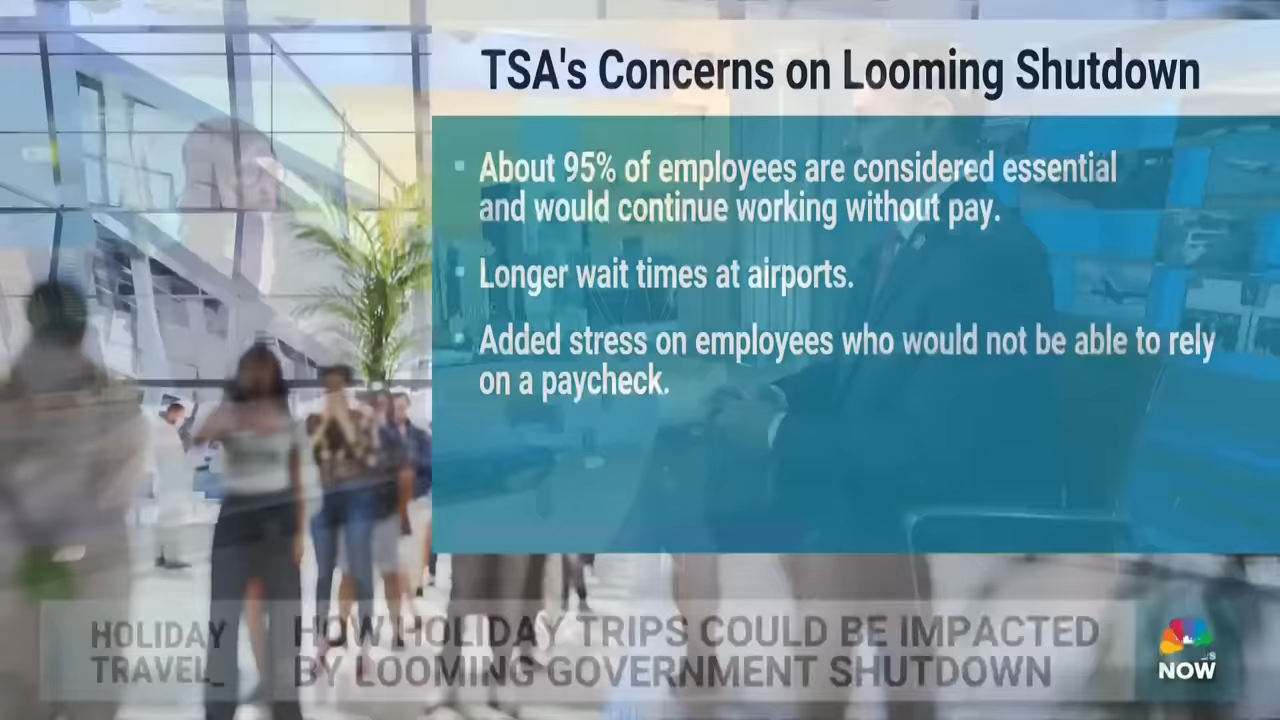 TSA's Concerns on Looming Shutdown
About 95% of employees are considered essential
and would continue working without pay.
Longer wait times at airports.
Added stress on employees who would not be able to rely
on a paycheck.
HOLIDAY
TRAVEL_
HOW HOLIDAY TRIPS COULD BE IMPACTED
BY LOOMING GOVERNMENT SHUTDOWN
NOW